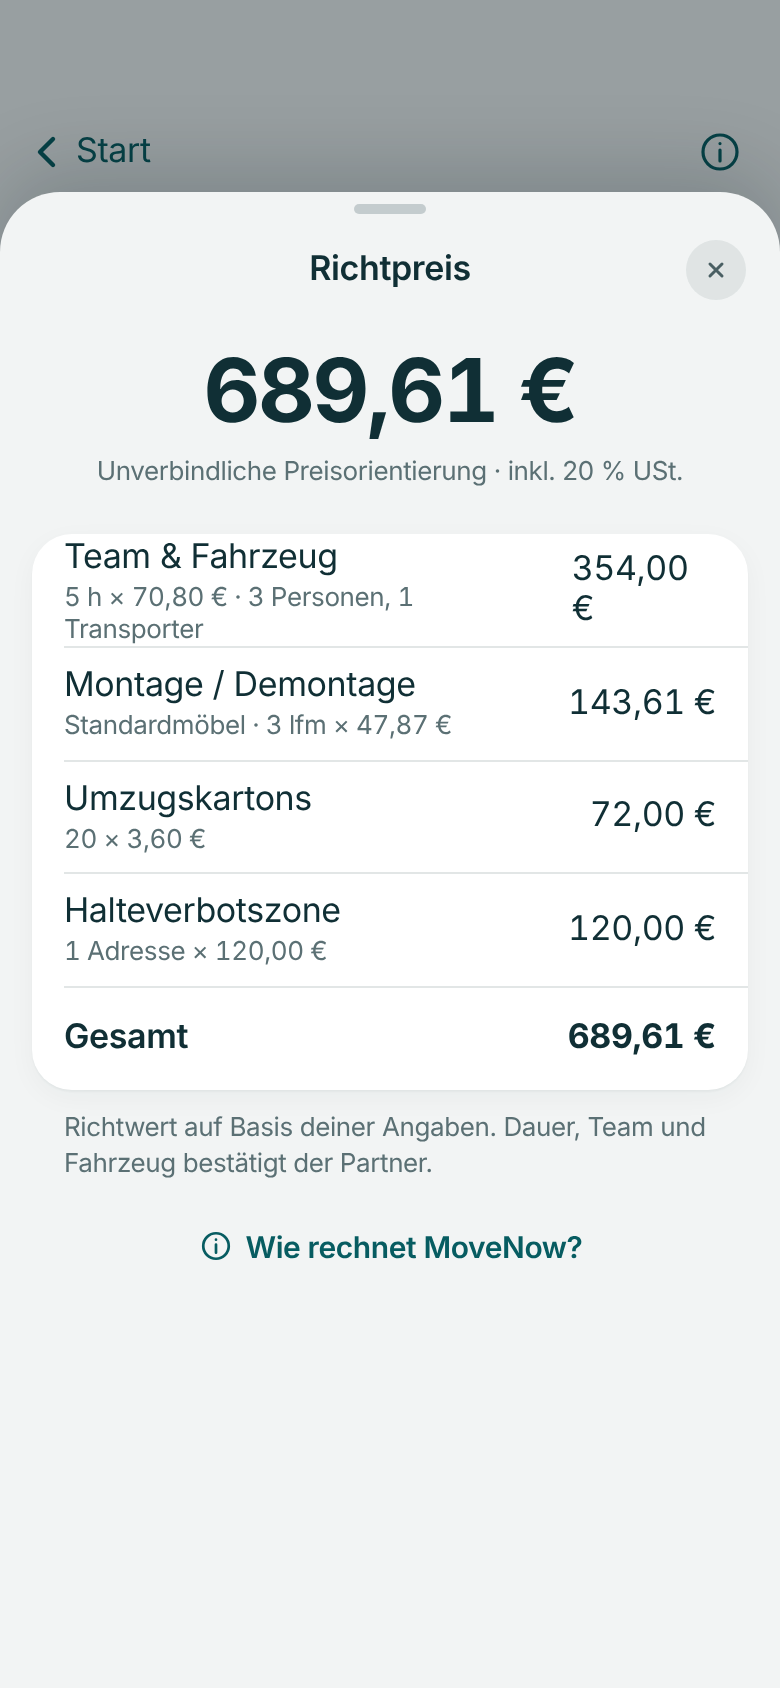 Start
Richtpreis
689,61 €
Unverbindliche Preisorientierung · inkl. 20 % USt.
Team & Fahrzeug
5 h × 70,80 € · 3 Personen, 1
Transporter
354,00
€
Montage / Demontage
Standardmöbel · 3 lfm × 47,87 €
143,61 €
Umzugskartons
20 × 3,60 €
72,00 €
Halteverbotszone
1 Adresse × 120,00 €
120,00 €
Gesamt
689,61 €
Richtwert auf Basis deiner Angaben. Dauer, Team und
Fahrzeug bestätigt der Partner.
Wie rechnet MoveNow?